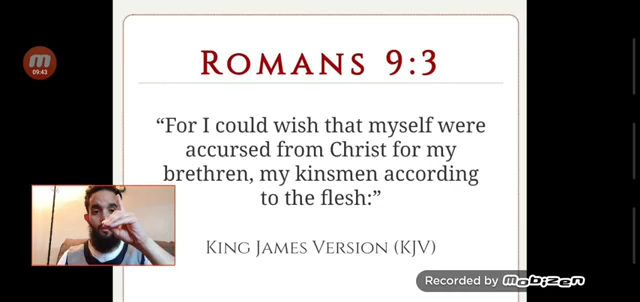 ROMANS 9:3
09:43
“For I could wish that myself were
accursed from Christ for my
brethren, my kinsmen according
to the flesh:”
KING JAMES VERSION (KJV)
Recorded by mobizen